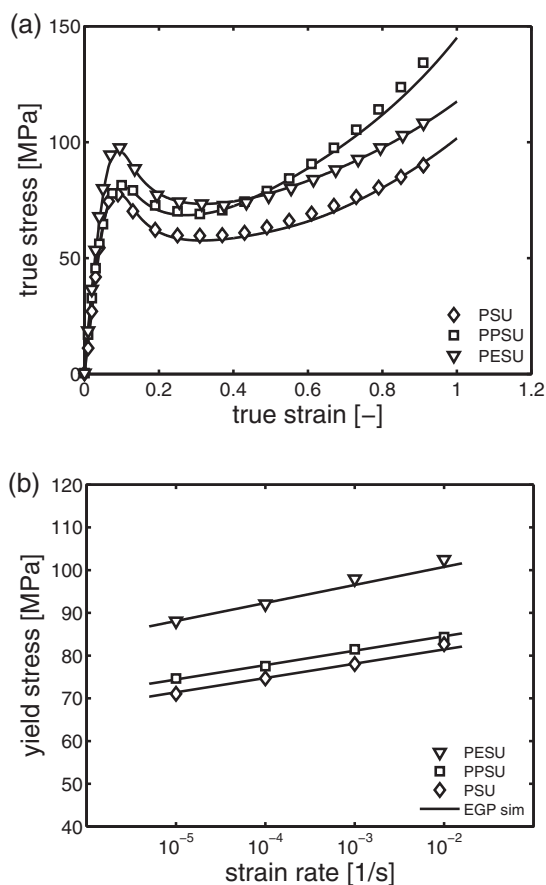 (a)
150
100
50
0
true stress [MPa]
PSU
PPSU
PESU
0 0.2 0.4 0.6 0.8 1 1.2
true strain [−]
(b)
120
110
100
90
80
70
60
50
40
yield stress [MPa]
PESU
PPSU
PSU
EGP sim
10⁻⁵ 10⁻⁴ 10⁻³ 10⁻²
strain rate [1/s]